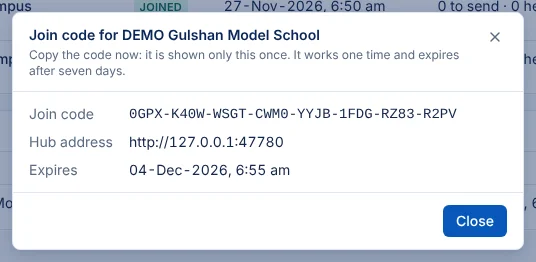 mpus JOINED 27-Nov-2026, 6:50 am 0 to send · 0 he
Join code for DEMO Gulshan Model School
Copy the code now: it is shown only this once. It works one time and expires
after seven days.
Join code 0GPX-K40W-WSGT-CWM0-YYJB-1FDG-RZ83-R2PV
Hub address http://127.0.0.1:47780
Expires 04-Dec-2026, 6:55 am
Close